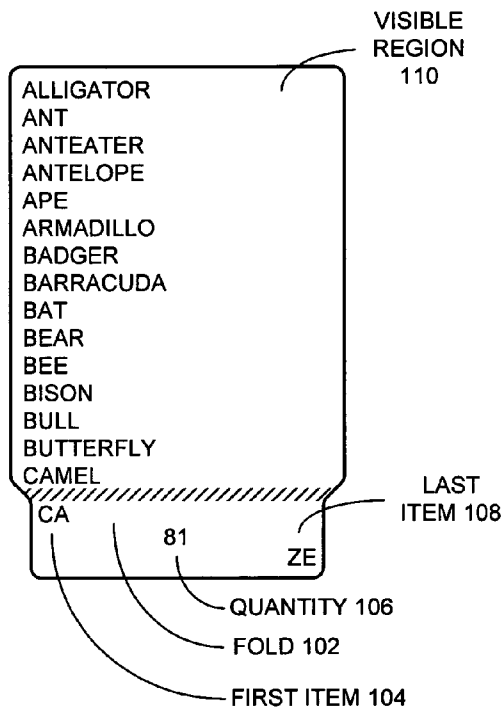 VISIBLE
REGION
110
ALLIGATOR
ANT
ANTEATER
ANTELOPE
APE
ARMADILLO
BADGER
BARRACUDA
BAT
BEAR
BEE
BISON
BULL
BUTTERFLY
CAMEL
LAST
ITEM 108
CA
81
ZE
QUANTITY 106
FOLD 102
FIRST ITEM 104